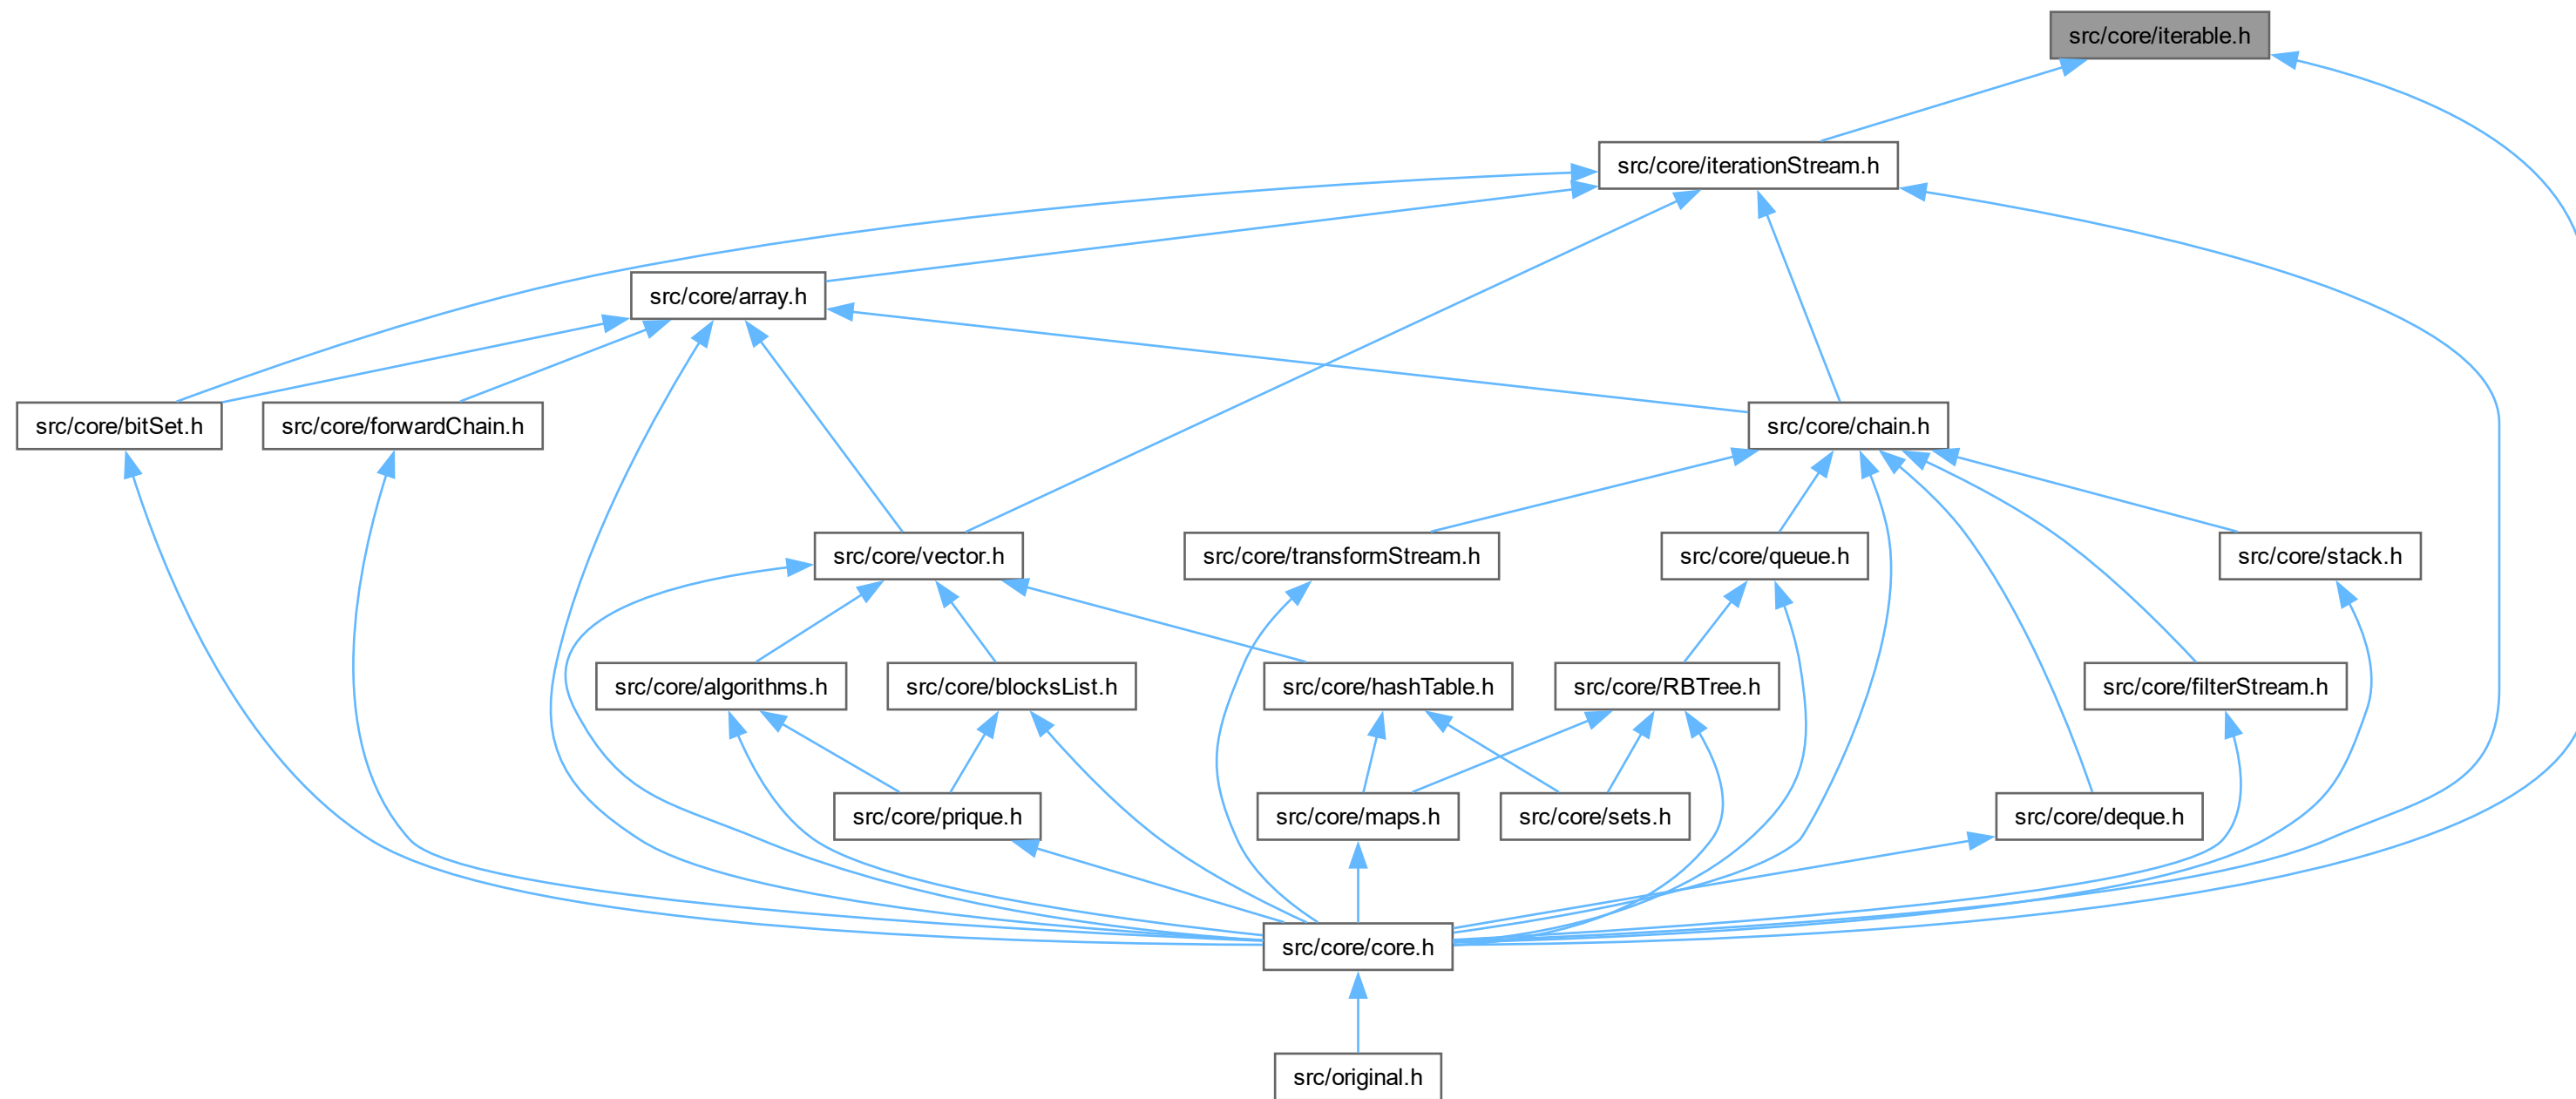 src/core/iterable.h
src/core/iterationStream.h
src/core/array.h
src/core/bitSet.h
src/core/forwardChain.h
src/core/chain.h
src/core/vector.h
src/core/transformStream.h
src/core/queue.h
src/core/stack.h
src/core/algorithms.h
src/core/blocksList.h
src/core/hashTable.h
src/core/RBTree.h
src/core/filterStream.h
src/core/prique.h
src/core/maps.h
src/core/sets.h
src/core/deque.h
src/core/core.h
src/original.h